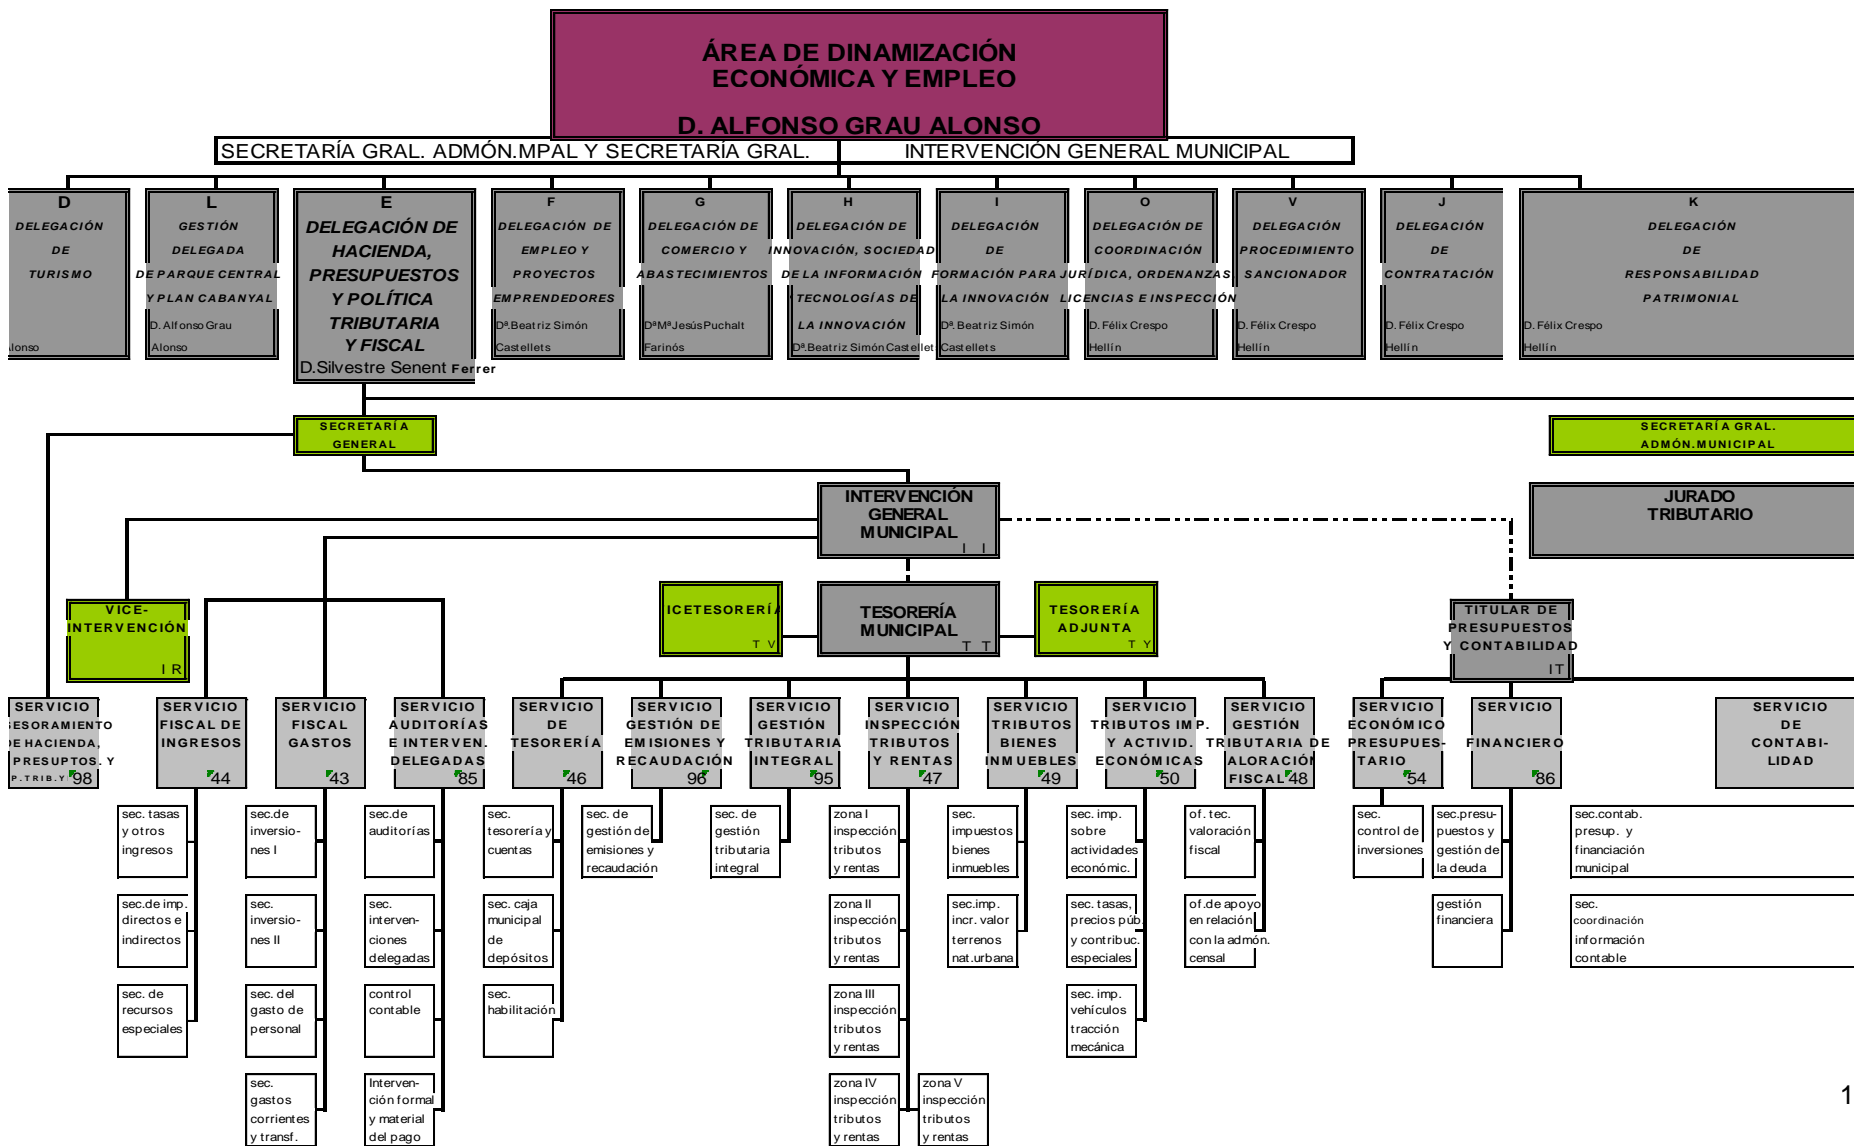 ÁREA DE DINAMIZACIÓN
ECONÓMICA Y EMPLEO
D. ALFONSO GRAU ALONSO
SECRETARÍA GRAL. ADMÓN.MPAL Y SECRETARÍA GRAL.
INTERVENCIÓN GENERAL MUNICIPAL
D
DELEGACIÓN
DE
TURISMO
Alonso
L
GESTIÓN
DELEGADA
DE PARQUE CENTRAL
Y PLAN CABANYAL
D. Alfonso Grau
Alonso
E
DELEGACIÓN DE
HACIENDA,
PRESUPUESTOS
Y POLÍTICA
TRIBUTARIA
Y FISCAL
D.Silvestre Senent Ferrer
F
DELEGACIÓN DE
EMPLEO Y
PROYECTOS
EMPRENDEDORES
Dª.Beatriz Simón
Castellets
G
DELEGACIÓN DE
COMERCIO Y
ABASTECIMIENTOS
DªMªJesús Puchalt
Farinós
H
DELEGACIÓN DE
INNOVACIÓN, SOCIEDAD
DE LA INFORMACIÓN
TECNOLOGÍAS DE
LA INNOVACIÓN
Dª.Beatriz Simón Castellet
I
DELEGACIÓN
DE
FORMACIÓN PARA
LA INNOVACIÓN
Dª. Beatriz Simón
Castellets
O
DELEGACIÓN DE
COORDINACIÓN
JURÍDICA, ORDENANZAS
LICENCIAS E INSPECCIÓN
D. Félix Crespo
Hellín
V
DELEGACIÓN
PROCEDIMIENTO
SANCIONADOR
D. Félix Crespo
Hellín
J
DELEGACIÓN
DE
CONTRATACIÓN
D. Félix Crespo
Hellín
K
DELEGACIÓN
DE
RESPONSABILIDAD
PATRIMONIAL
D. Félix Crespo
Hellín
SECRETARÍA
GENERAL
SECRETARÍA GRAL.
ADMÓN.MUNICIPAL
INTERVENCIÓN
GENERAL
MUNICIPAL
I I
JURADO
TRIBUTARIO
VICE-
INTERVENCIÓN
I R
ICETESORERÍA
T V
TESORERÍA
MUNICIPAL
T T
TESORERÍA
ADJUNTA
T Y
TITULAR DE
PRESUPUESTOS
Y CONTABILIDAD
IT
SERVICIO
ESORAMIENTO
DE HACIENDA,
PRESUPTOS. Y
P.TRIB.Y 98
SERVICIO
FISCAL DE
INGRESOS
44
SERVICIO
FISCAL
GASTOS
43
SERVICIO
AUDITORÍAS
E INTERVEN.
DELEGADAS
85
SERVICIO
DE
TESORERÍA
46
SERVICIO
GESTIÓN DE
EMISIONES Y
RECAUDACIÓN
96
SERVICIO
GESTIÓN
TRIBUTARIA
INTEGRAL
95
SERVICIO
INSPECCIÓN
TRIBUTOS
Y RENTAS
47
SERVICIO
TRIBUTOS
BIENES
INMUEBLES
49
SERVICIO
TRIBUTOS IMP.
Y ACTIVID.
ECONÓMICAS
50
SERVICIO
GESTIÓN
TRIBUTARIA DE
ALORACIÓN
FISCAL 48
SERVICIO
ECONÓMICO
PRESUPUES-
TARIO
54
SERVICIO
FINANCIERO
86
SERVICIO
DE
CONTABI-
LIDAD
sec. tasas
y otros
ingresos
sec.de imp.
directos e
indirectos
sec. de
recursos
especiales
sec.de
inversio-
nes I
sec.
inversio-
nes II
sec. del
gasto de
personal
sec.
gastos
corrientes
y transf.
sec.de
auditorías
sec.
interven-
ciones
delegadas
control
contable
Interven-
ción formal
y material
del pago
sec.
tesorería y
cuentas
sec. caja
municipal
de
depósitos
sec.
habilitación
sec. de
gestión de
emisiones y
recaudación
sec. de
gestión
tributaria
integral
zona I
inspección
tributos
y rentas
zona II
inspección
tributos
y rentas
zona III
inspección
tributos
y rentas
zona IV
inspección
tributos
y rentas
zona V
inspección
tributos
y rentas
sec.
impuestos
bienes
inmuebles
sec.imp.
incr. valor
terrenos
nat.urbana
sec. imp.
sobre
actividades
económic.
sec. tasas,
precios púb.
y contribuc.
especiales
sec. imp.
vehículos
tracción
mecánica
of. tec.
valoración
fiscal
of.de apoyo
en relación
con la admón.
censal
sec.
control de
inversiones
sec.presu-
puestos y
gestión de
la deuda
gestión
financiera
sec.contab.
presup. y
financiación
municipal
sec.
coordinación
información
contable
1